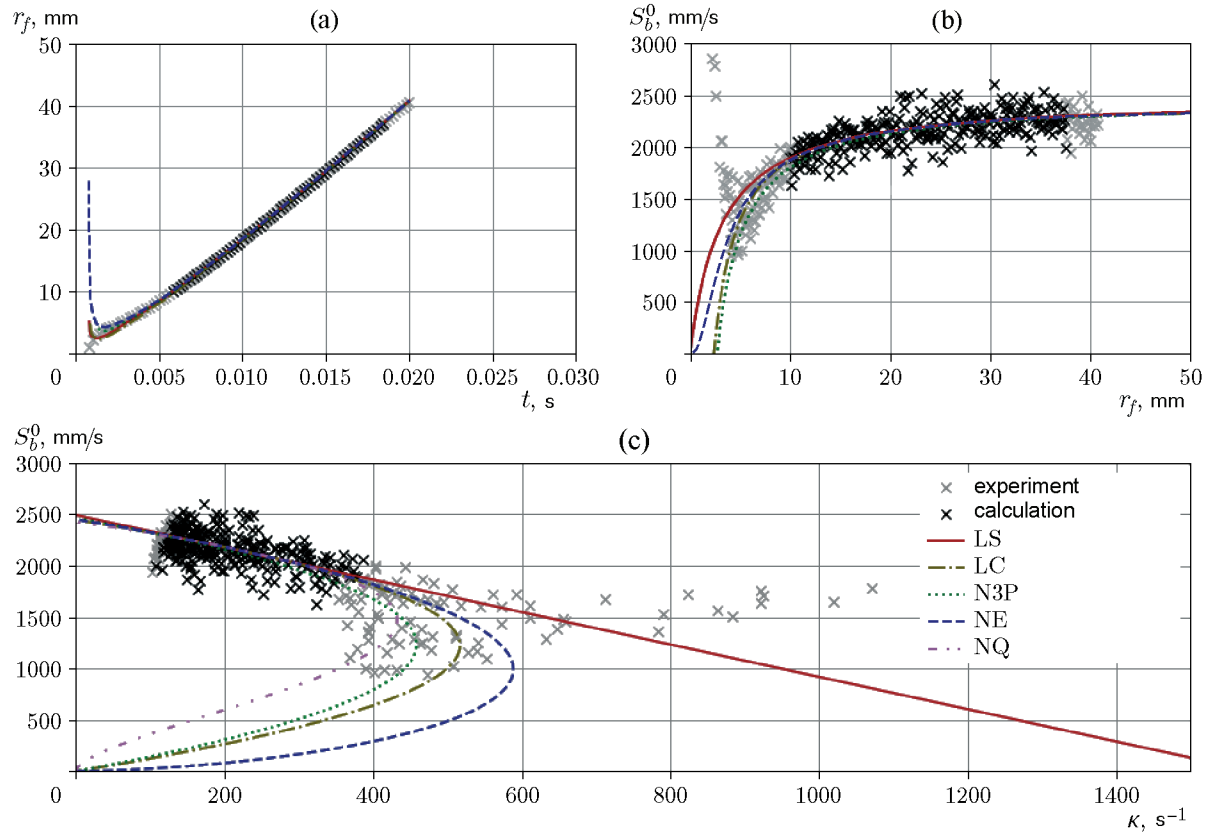 r_f, mm
(a)
50
40
30
20
10
0
0.005
0.010
0.015
0.020
0.025
0.030
t, s
S_b^0, mm/s
(b)
3000
2500
2000
1500
1000
500
0
10
20
30
40
50
r_f, mm
S_b^0, mm/s
(c)
3000
2500
2000
1500
1000
500
0
200
400
600
800
1000
1200
1400
κ, s⁻¹
experiment
calculation
LS
LC
N3P
NE
NQ